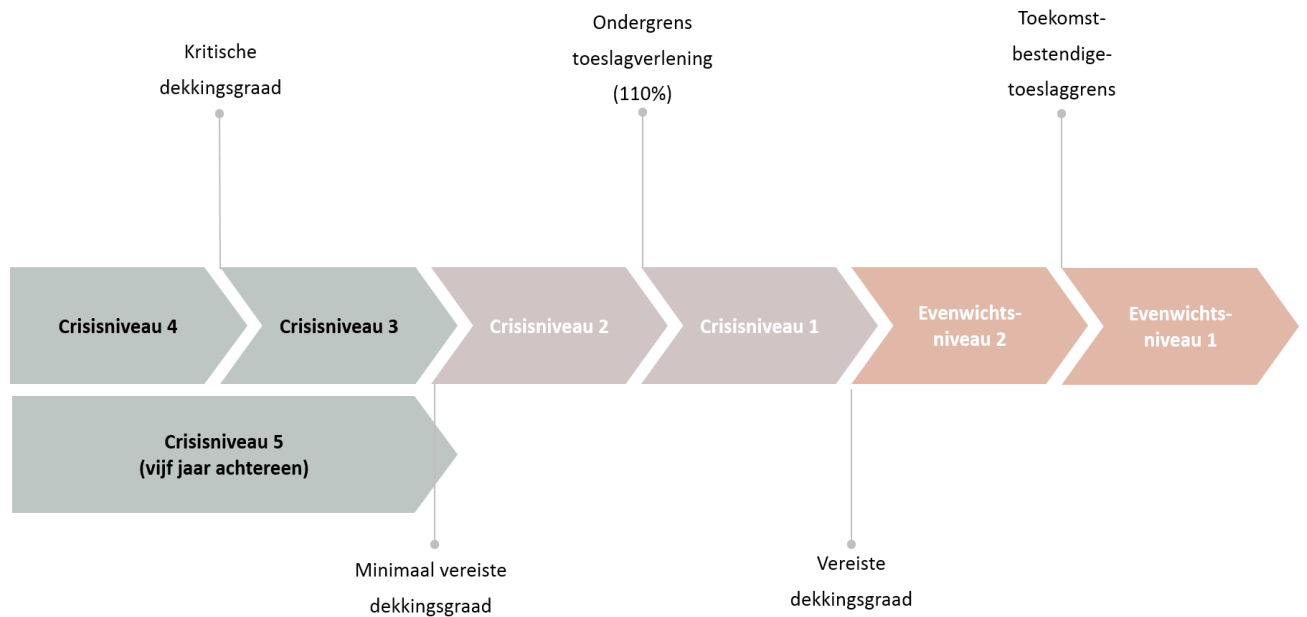 Kritische
dekkingsgraad
Ondergrens
toeslagverlening
(110%)
Toekomst-
bestendige-
toeslaggrens
Crisisniveau 4
Crisisniveau 3
Crisisniveau 2
Crisisniveau 1
Evenwichts-
niveau 2
Evenwichts-
niveau 1
Crisisniveau 5
(vijf jaar achtereen)
Minimaal vereiste
dekkingsgraad
Vereiste
dekkingsgraad